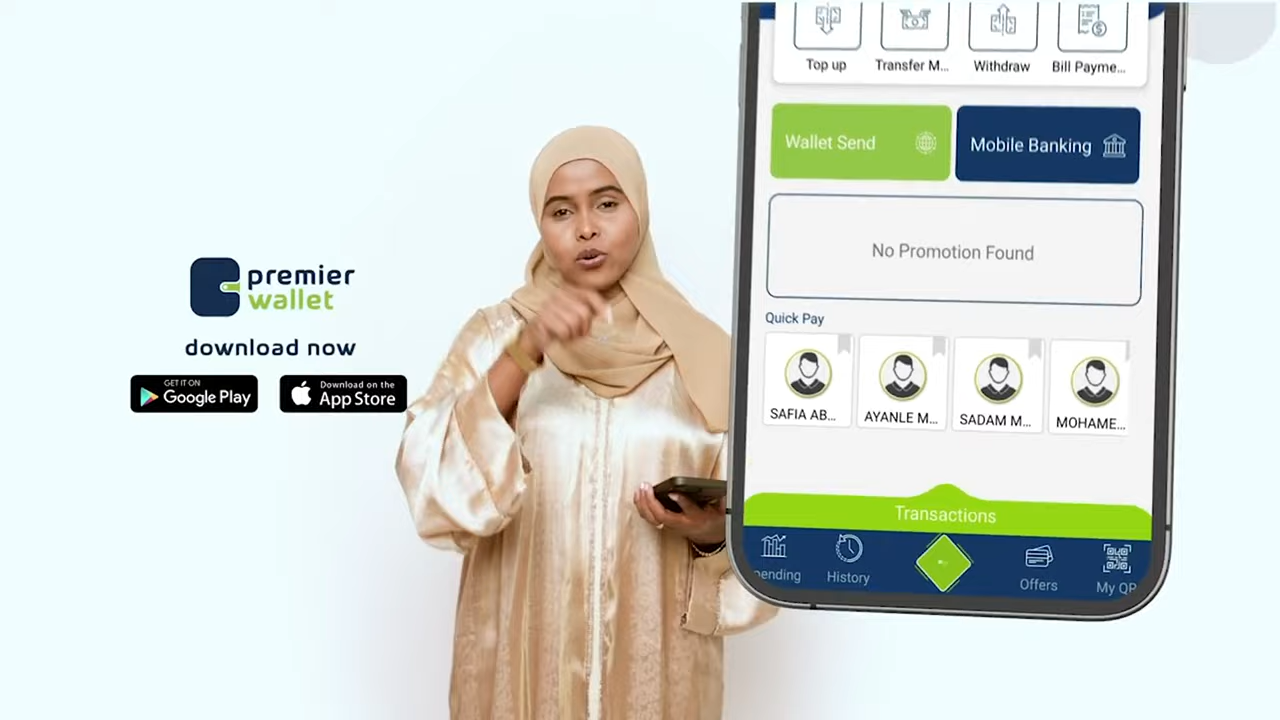 premier
wallet
download now
GET IT ON
Google Play
Download on the
App Store
Top up
Transfer M...
Withdraw
Bill Payme...
Wallet Send
Mobile Banking
No Promotion Found
Quick Pay
SAFIA AB...
AYANLE M...
SADAM M...
MOHAME...
Transactions
pending
History
Offers
My QR